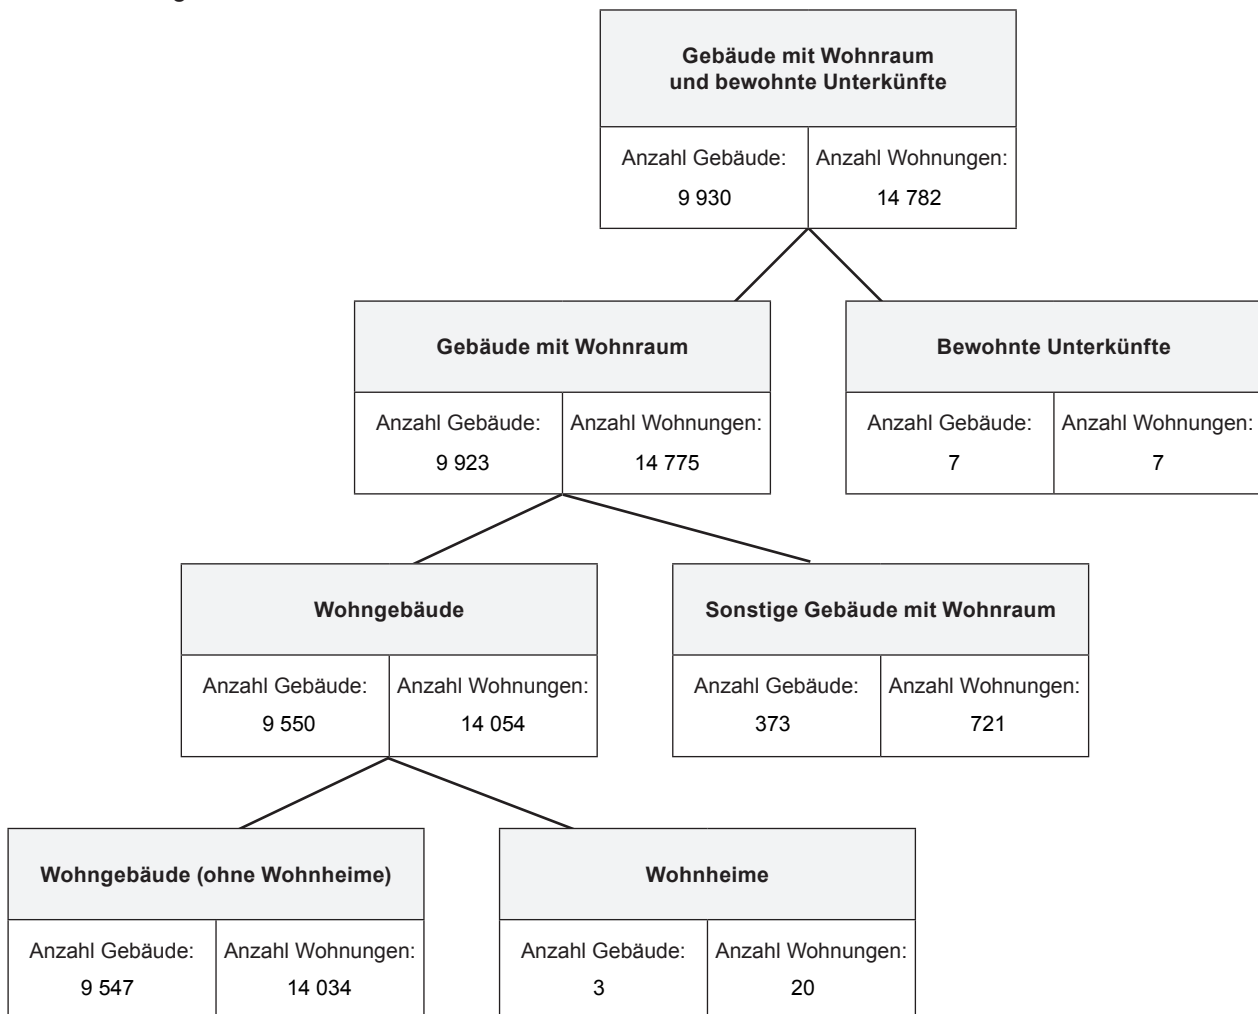 Gebäude mit Wohnraum
und bewohnte Unterkünfte
Anzahl Gebäude: Anzahl Wohnungen:
9 930 14 782
Gebäude mit Wohnraum Bewohnte Unterkünfte
Anzahl Gebäude: Anzahl Wohnungen: Anzahl Gebäude: Anzahl Wohnungen:
9 923 14 775 7 7
Wohngebäude Sonstige Gebäude mit Wohnraum
Anzahl Gebäude: Anzahl Wohnungen: Anzahl Gebäude: Anzahl Wohnungen:
9 550 14 054 373 721
Wohngebäude (ohne Wohnheime) Wohnheime
Anzahl Gebäude: Anzahl Wohnungen: Anzahl Gebäude: Anzahl Wohnungen:
9 547 14 034 3 20